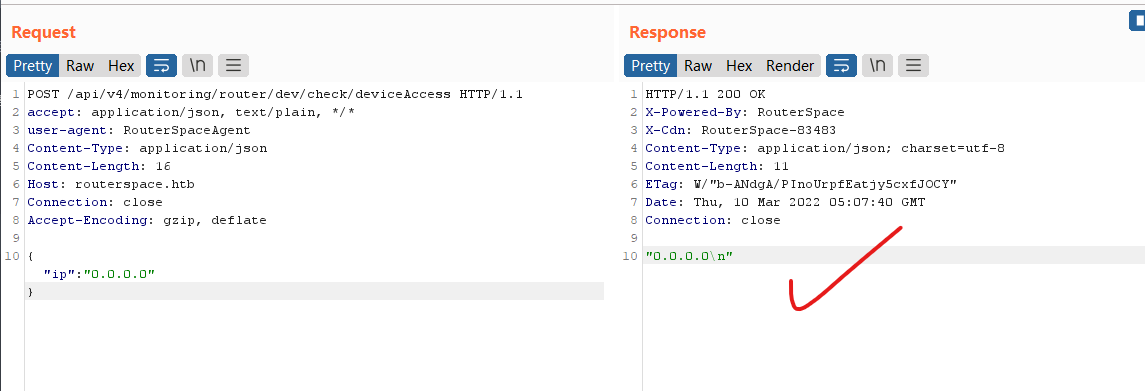 Request
Pretty Raw Hex \n
1 POST /api/v4/monitoring/router/dev/check/deviceAccess HTTP/1.1
2 accept: application/json, text/plain, */*
3 user-agent: RouterSpaceAgent
4 Content-Type: application/json
5 Content-Length: 16
6 Host: routerspace.htb
7 Connection: close
8 Accept-Encoding: gzip, deflate
9
10 {
"ip":"0.0.0.0"
}
Response
Pretty Raw Hex Render \n
1 HTTP/1.1 200 OK
2 X-Powered-By: RouterSpace
3 X-Cdn: RouterSpace-83483
4 Content-Type: application/json; charset=utf-8
5 Content-Length: 11
6 ETag: W/"b-ANdgA/PInoUrpfEatjy5cxfJOCY"
7 Date: Thu, 10 Mar 2022 05:07:40 GMT
8 Connection: close
9
10 "0.0.0.0\n"